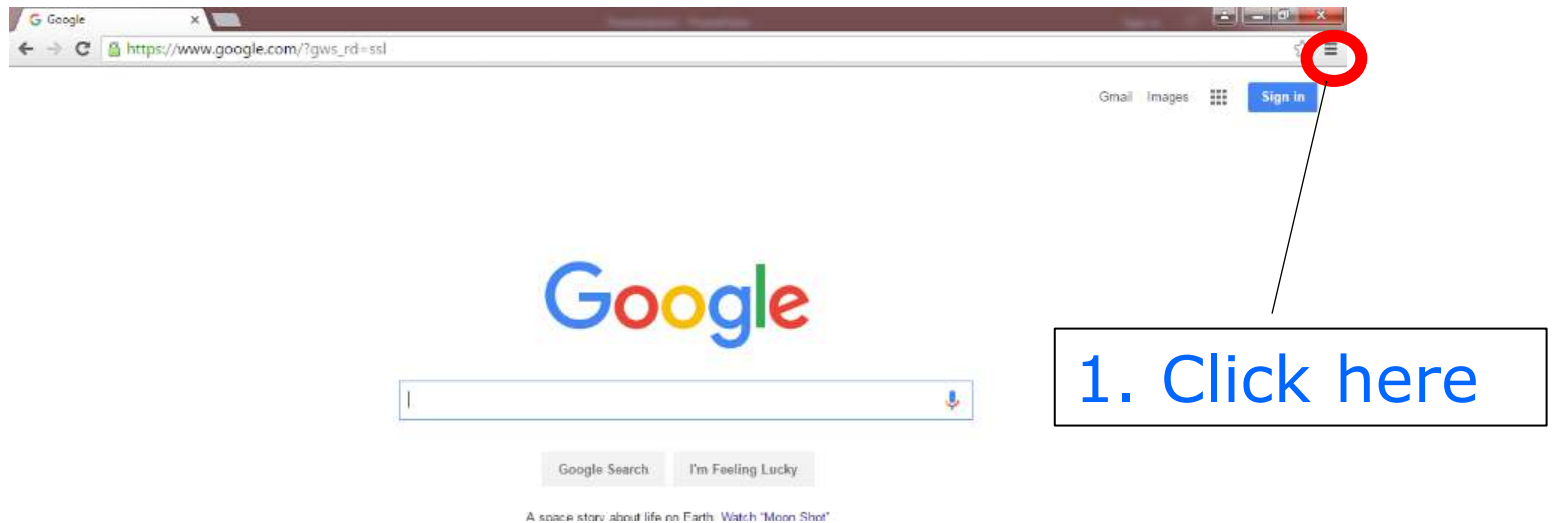 Google
https://www.google.com/?gws_rd=ssl
Gmail Images Sign in
Google
1. Click here
Google Search I'm Feeling Lucky
A space story about life on Earth. Watch "Moon Shot"